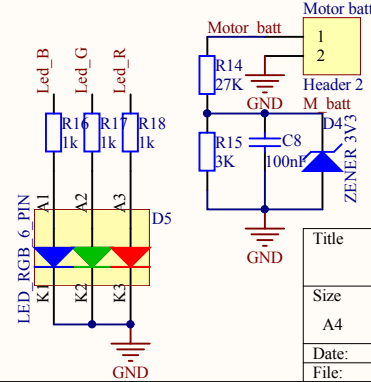 Motor batt
Motor_batt
1
2
Header 2
GND
R14
27K
M_batt
R15
3K
C8
100nF
D4
ZENER 3V3
GND
Led_B
Led_G
Led_R
R16
1k
R17
1k
R18
1k
A1
A2
A3
D5
LED_RGB_6_PIN
K1
K2
K3
GND
Title
Size
A4
Date:
File: